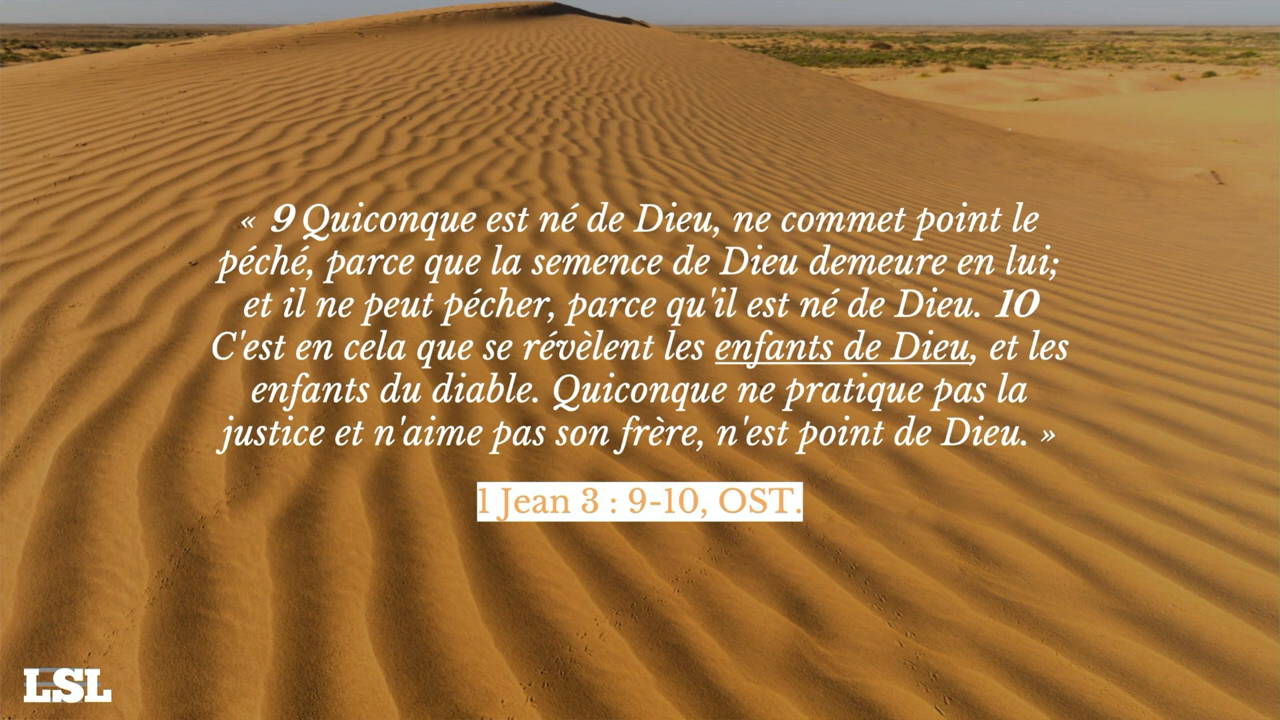 « 9 Quiconque est né de Dieu, ne commet point le
péché, parce que la semence de Dieu demeure en lui;
et il ne peut pécher, parce qu'il est né de Dieu. 10
C'est en cela que se révèlent les enfants de Dieu, et les
enfants du diable. Quiconque ne pratique pas la
justice et n'aime pas son frère, n'est point de Dieu. »
1 Jean 3 : 9-10, OST.
LSL